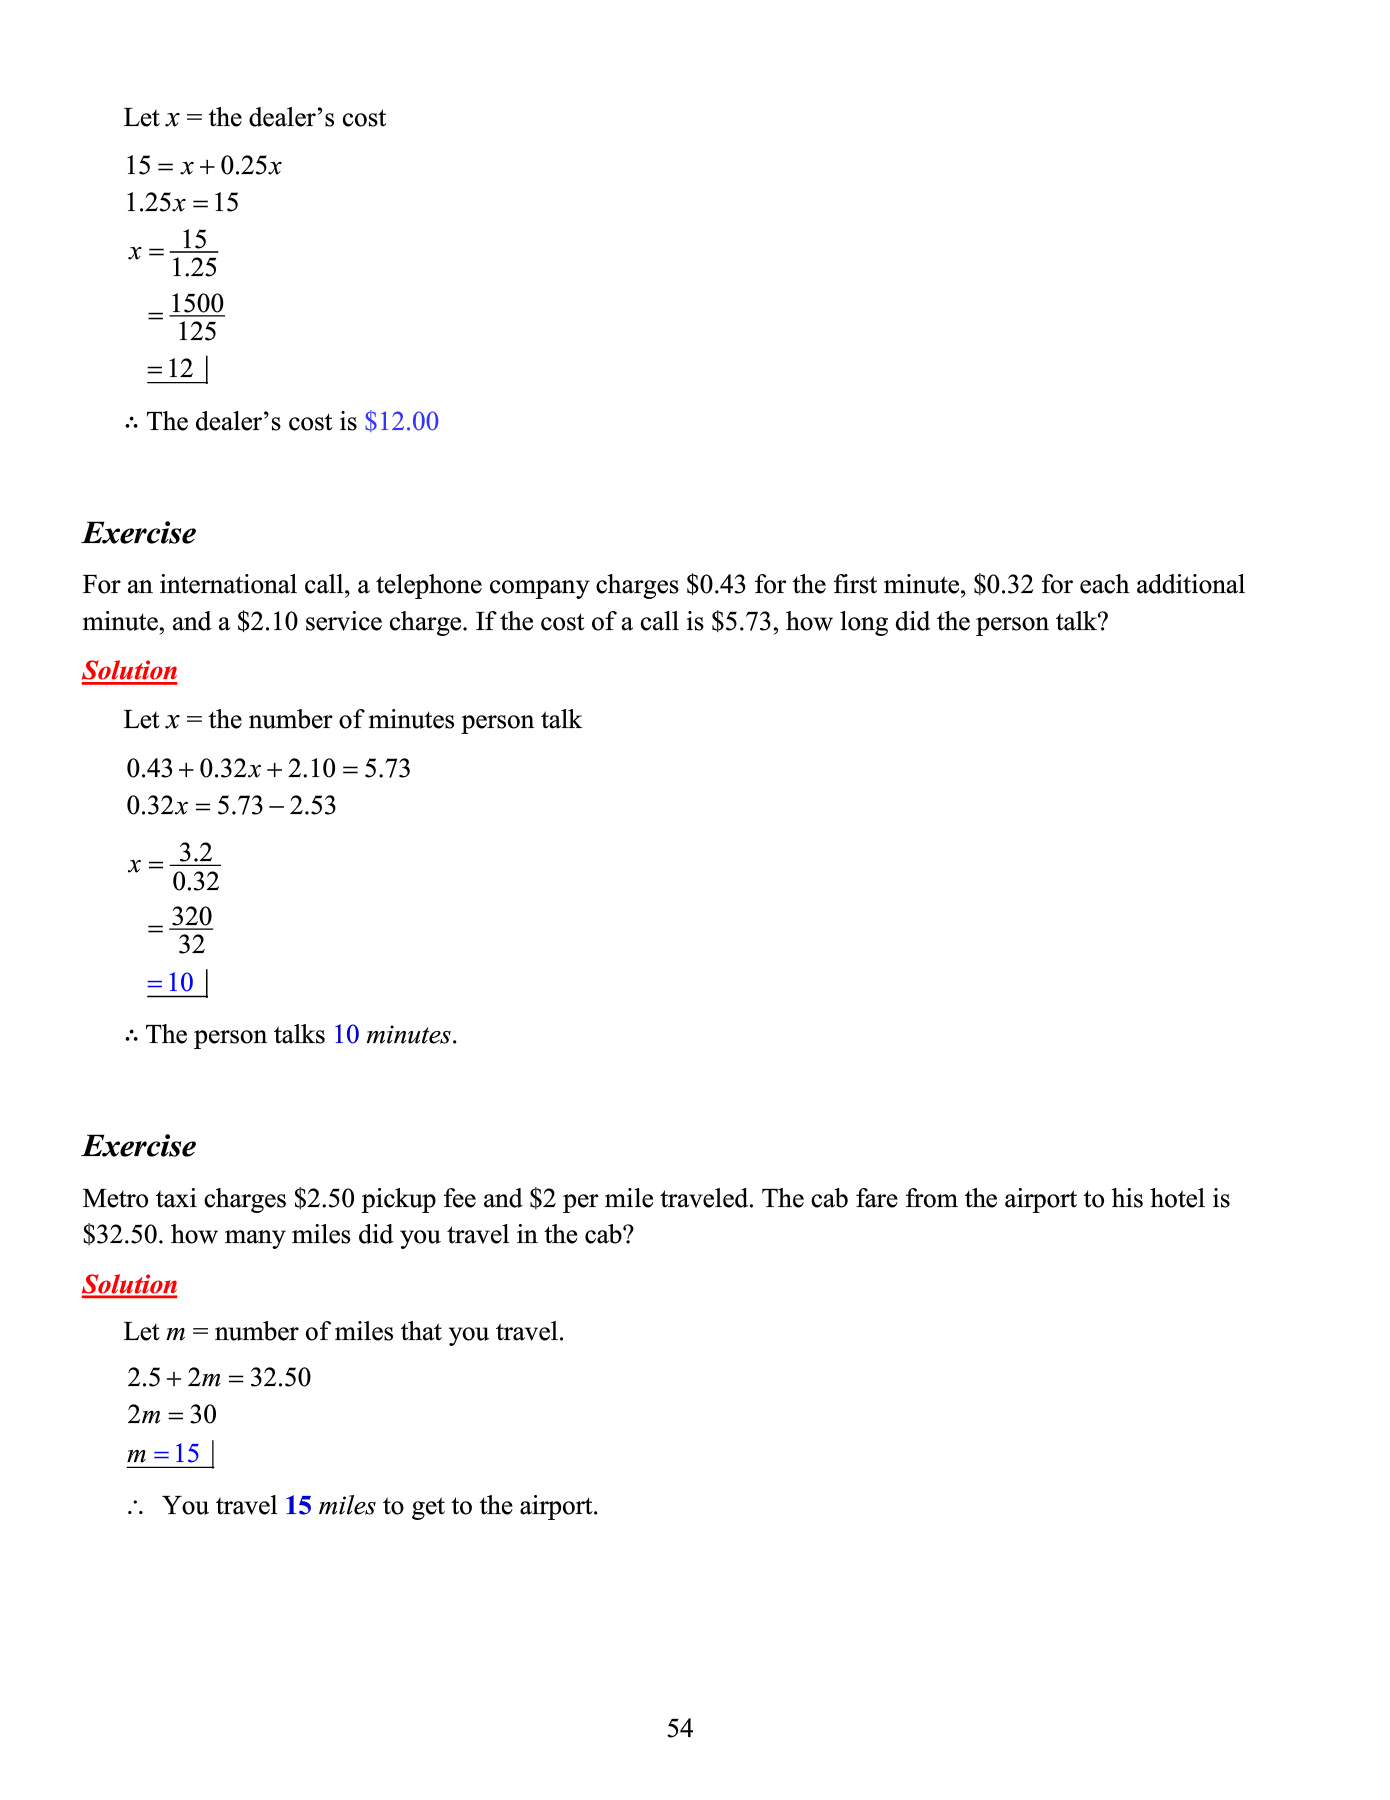 Let x = the dealer’s cost
15 = x + 0.25x
1.25x = 15
x = 15/1.25
= 1500/125
= 12
∴ The dealer’s cost is $12.00
Exercise
For an international call, a telephone company charges $0.43 for the first minute, $0.32 for each additional
minute, and a $2.10 service charge. If the cost of a call is $5.73, how long did the person talk?
Solution
Let x = the number of minutes person talk
0.43 + 0.32x + 2.10 = 5.73
0.32x = 5.73 − 2.53
x = 3.2/0.32
= 320/32
= 10
∴ The person talks 10 minutes.
Exercise
Metro taxi charges $2.50 pickup fee and $2 per mile traveled. The cab fare from the airport to his hotel is
$32.50. how many miles did you travel in the cab?
Solution
Let m = number of miles that you travel.
2.5 + 2m = 32.50
2m = 30
m = 15
∴ You travel 15 miles to get to the airport.
54